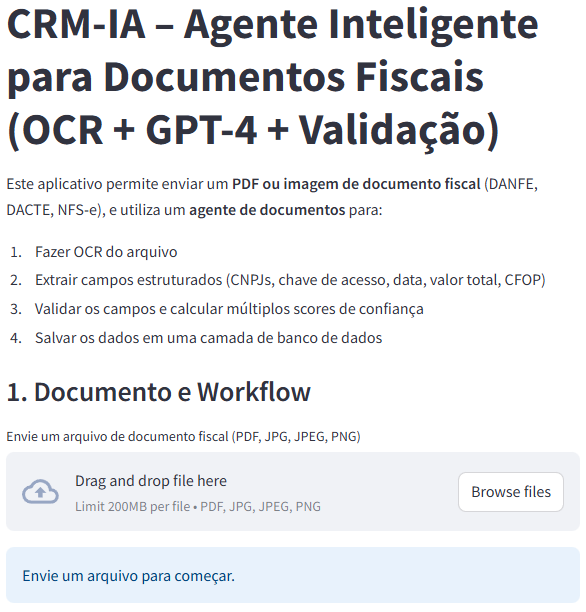 CRM-IA – Agente Inteligente
para Documentos Fiscais
(OCR + GPT-4 + Validação)
Este aplicativo permite enviar um PDF ou imagem de documento fiscal (DANFE,
DACTE, NFS-e), e utiliza um agente de documentos para:
1. Fazer OCR do arquivo
2. Extrair campos estruturados (CNPJs, chave de acesso, data, valor total, CFOP)
3. Validar os campos e calcular múltiplos scores de confiança
4. Salvar os dados em uma camada de banco de dados
1. Documento e Workflow
Envie um arquivo de documento fiscal (PDF, JPG, JPEG, PNG)
Drag and drop file here
Limit 200MB per file • PDF, JPG, JPEG, PNG
Browse files
Envie um arquivo para começar.